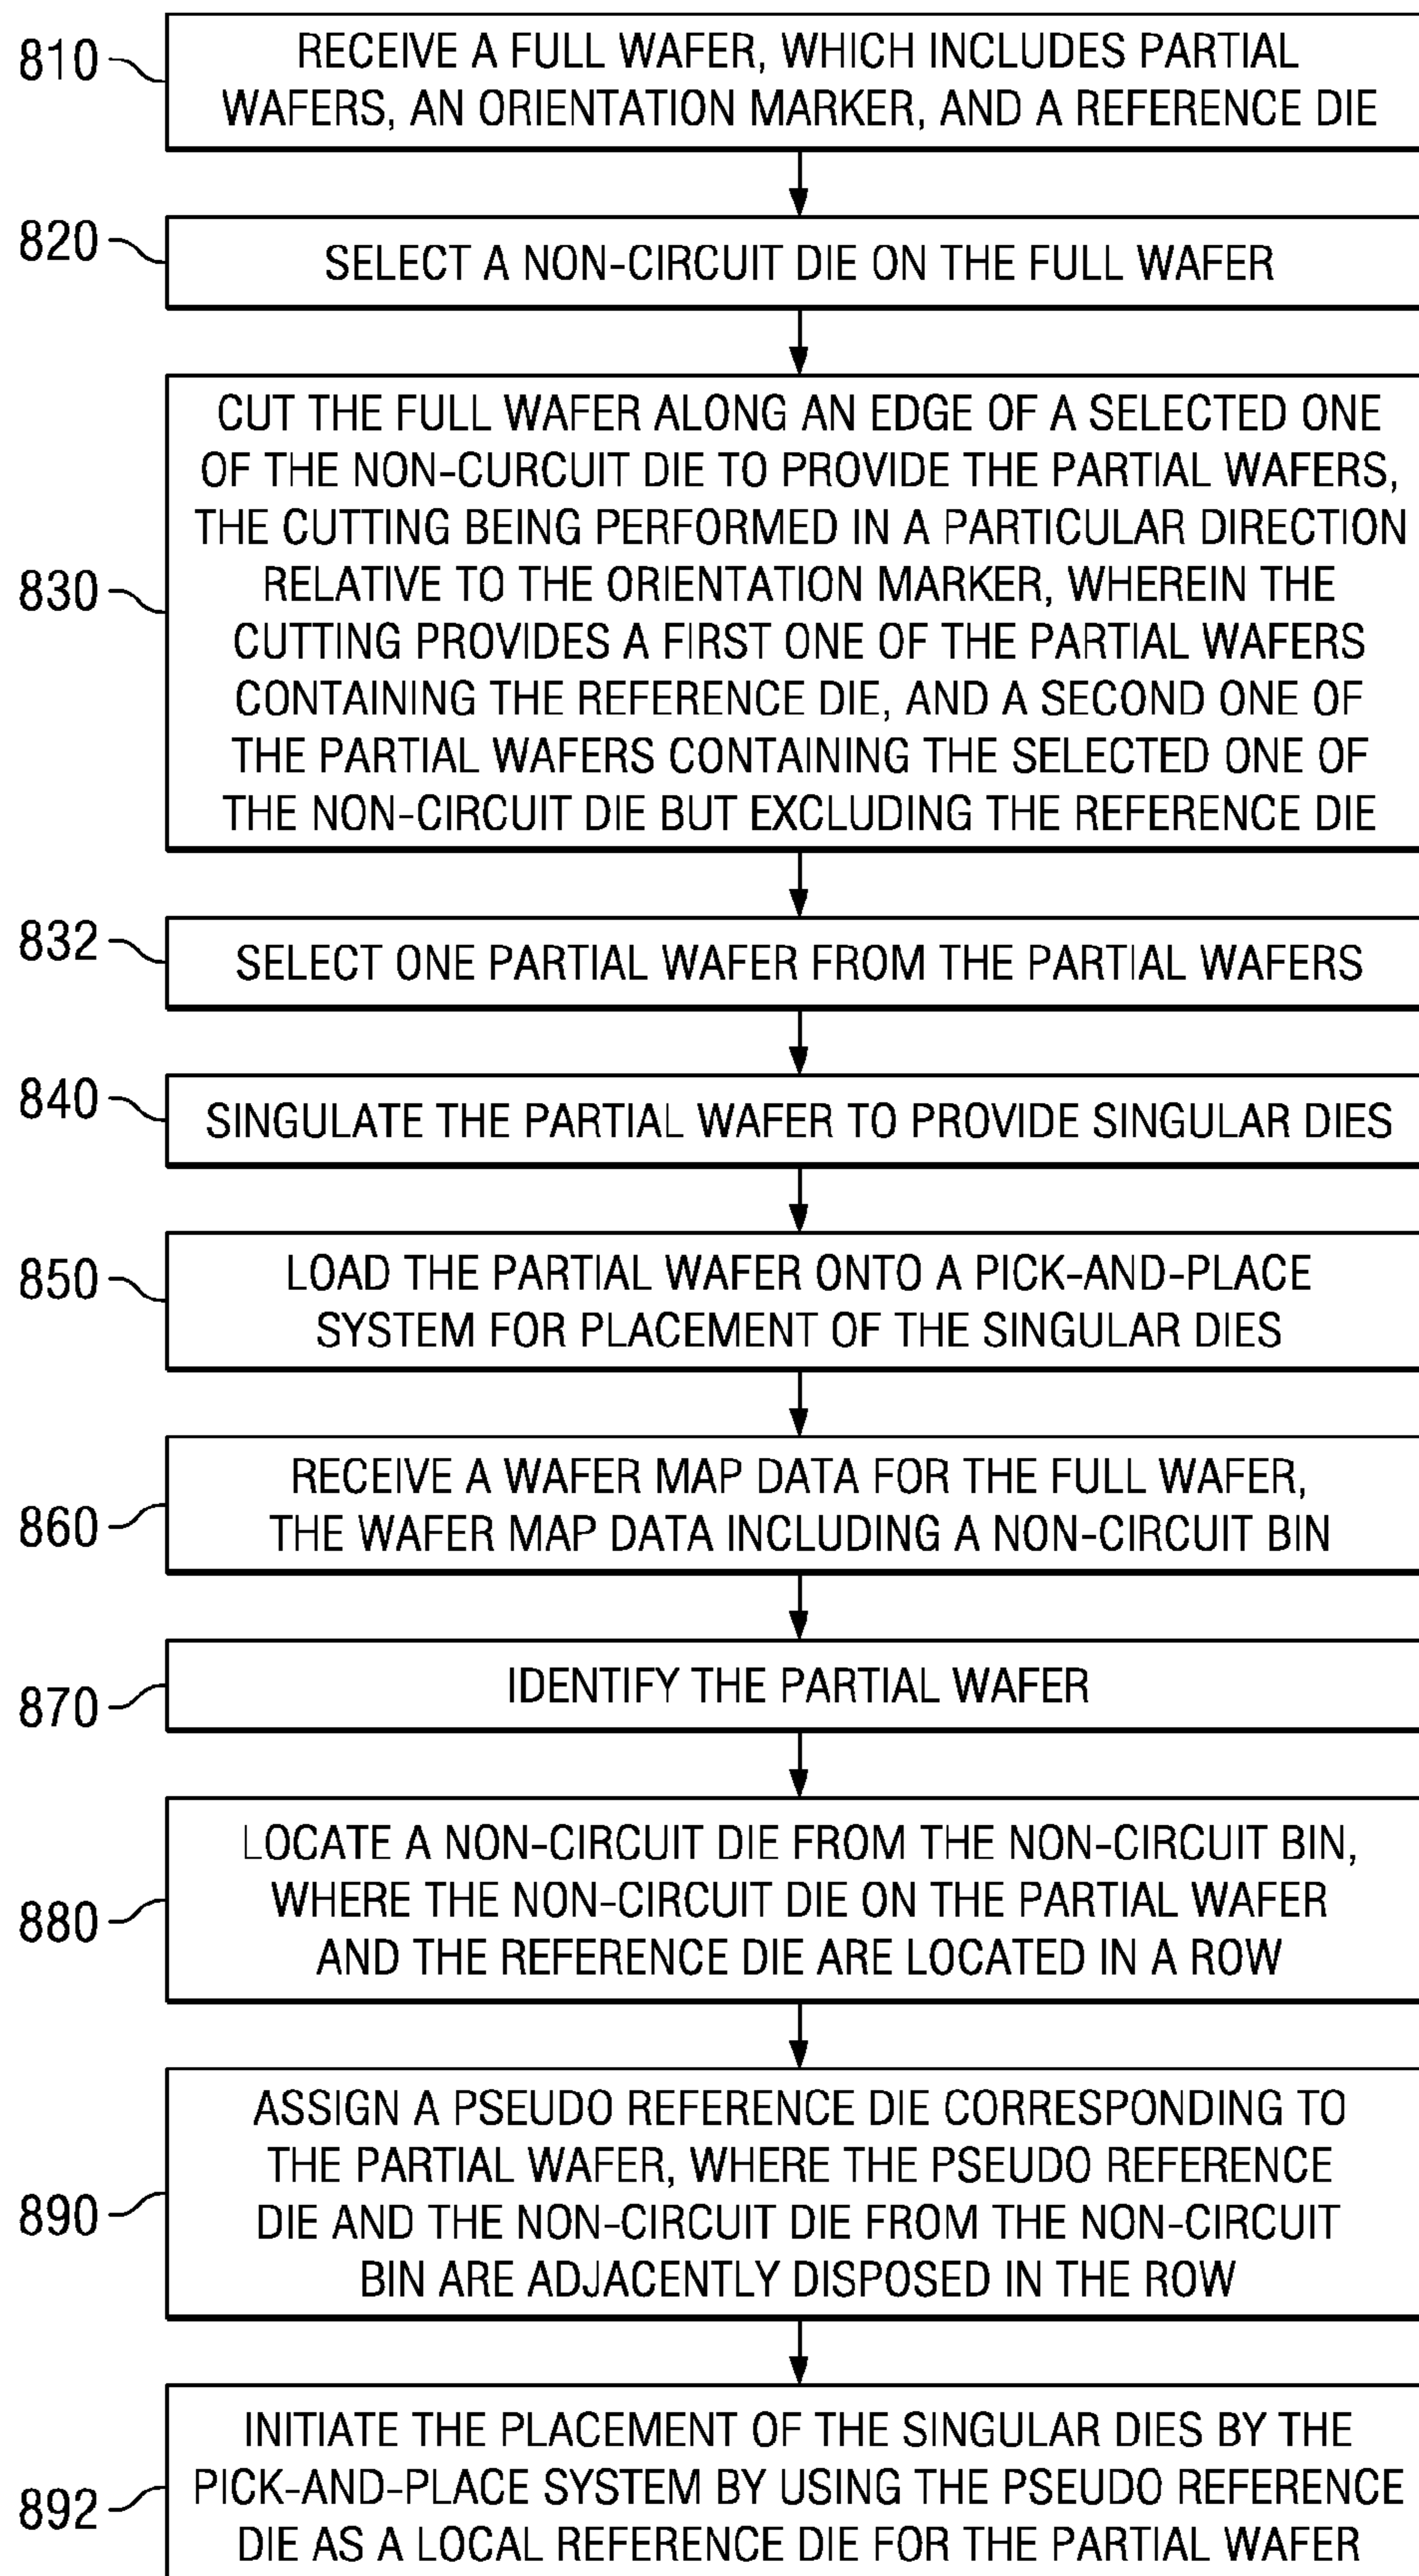 810
RECEIVE A FULL WAFER, WHICH INCLUDES PARTIAL
WAFERS, AN ORIENTATION MARKER, AND A REFERENCE DIE
820
SELECT A NON-CIRCUIT DIE ON THE FULL WAFER
830
CUT THE FULL WAFER ALONG AN EDGE OF A SELECTED ONE
OF THE NON-CURCUIT DIE TO PROVIDE THE PARTIAL WAFERS,
THE CUTTING BEING PERFORMED IN A PARTICULAR DIRECTION
RELATIVE TO THE ORIENTATION MARKER, WHEREIN THE
CUTTING PROVIDES A FIRST ONE OF THE PARTIAL WAFERS
CONTAINING THE REFERENCE DIE, AND A SECOND ONE OF
THE PARTIAL WAFERS CONTAINING THE SELECTED ONE OF
THE NON-CIRCUIT DIE BUT EXCLUDING THE REFERENCE DIE
832
SELECT ONE PARTIAL WAFER FROM THE PARTIAL WAFERS
840
SINGULATE THE PARTIAL WAFER TO PROVIDE SINGULAR DIES
850
LOAD THE PARTIAL WAFER ONTO A PICK-AND-PLACE
SYSTEM FOR PLACEMENT OF THE SINGULAR DIES
860
RECEIVE A WAFER MAP DATA FOR THE FULL WAFER,
THE WAFER MAP DATA INCLUDING A NON-CIRCUIT BIN
870
IDENTIFY THE PARTIAL WAFER
880
LOCATE A NON-CIRCUIT DIE FROM THE NON-CIRCUIT BIN,
WHERE THE NON-CIRCUIT DIE ON THE PARTIAL WAFER
AND THE REFERENCE DIE ARE LOCATED IN A ROW
890
ASSIGN A PSEUDO REFERENCE DIE CORRESPONDING TO
THE PARTIAL WAFER, WHERE THE PSEUDO REFERENCE
DIE AND THE NON-CIRCUIT DIE FROM THE NON-CIRCUIT
BIN ARE ADJACENTLY DISPOSED IN THE ROW
892
INITIATE THE PLACEMENT OF THE SINGULAR DIES BY THE
PICK-AND-PLACE SYSTEM BY USING THE PSEUDO REFERENCE
DIE AS A LOCAL REFERENCE DIE FOR THE PARTIAL WAFER